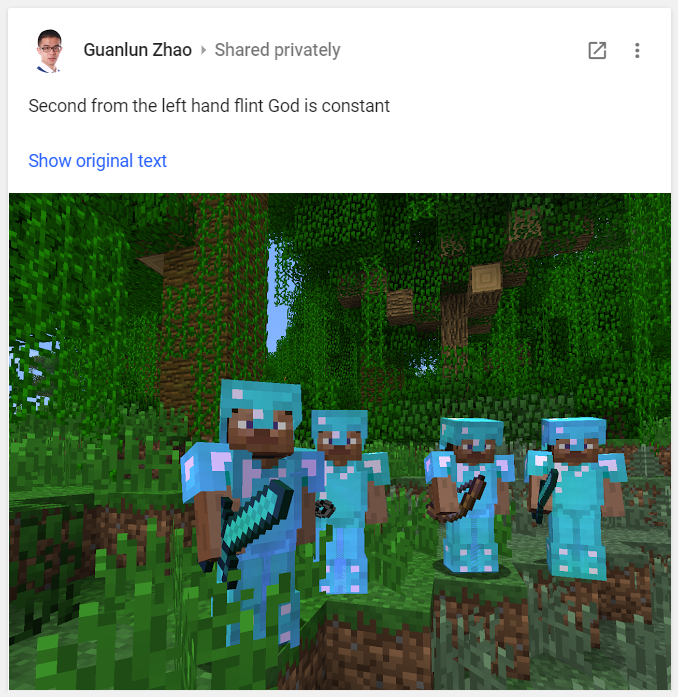 Guanlun Zhao ▸ Shared privately
Second from the left hand flint God is constant
Show original text